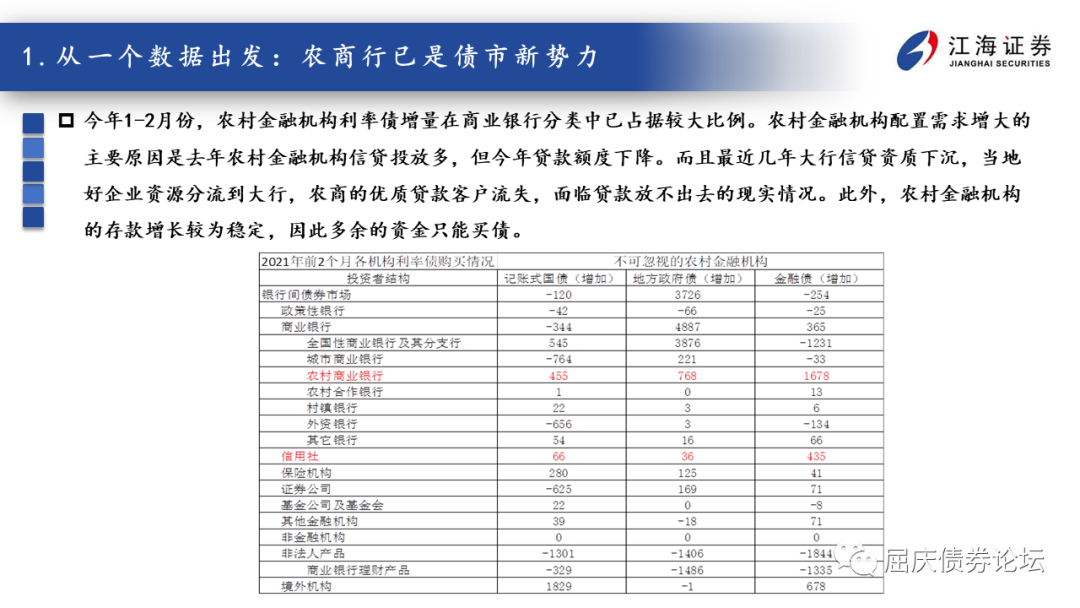 1.从一个数据出发：农商行已是债市新势力
江海证券
JIANGHAI SECURITIES
今年1-2月份，农村金融机构利率债增量在商业银行分类中已占据较大比例。农村金融机构配置需求增大的
主要原因是去年农村金融机构信贷投放多，但今年贷款额度下降。而且最近几年大行信贷资质下沉，当地
好企业资源分流到大行，农商的优质贷款客户流失，面临贷款放不出去的现实情况。此外，农村金融机构
的存款增长较为稳定，因此多余的资金只能买债。
2021年前2个月各机构利率债购买情况 不可忽视的农村金融机构
投资者结构 记账式国债（增加） 地方政府债（增加） 金融债（增加）
银行间债券市场 -120 3726 -254
政策性银行 -42 -66 -25
商业银行 -344 4887 365
全国性商业银行及其分支行 545 3876 -1231
城市商业银行 -764 221 -33
农村商业银行 455 768 1678
农村合作银行 1 0 13
村镇银行 22 3 6
外资银行 -656 3 -134
其它银行 54 16 66
信用社 66 36 435
保险机构 280 125 41
证券公司 -625 169 71
基金公司及基金会 22 0 -8
其他金融机构 39 -18 71
非金融机构 0 0 0
非法人产品 -1301 -1406 -1844
商业银行理财产品 -329 -1486 -1335
境外机构 1829 -1 678
屈庆债券论坛